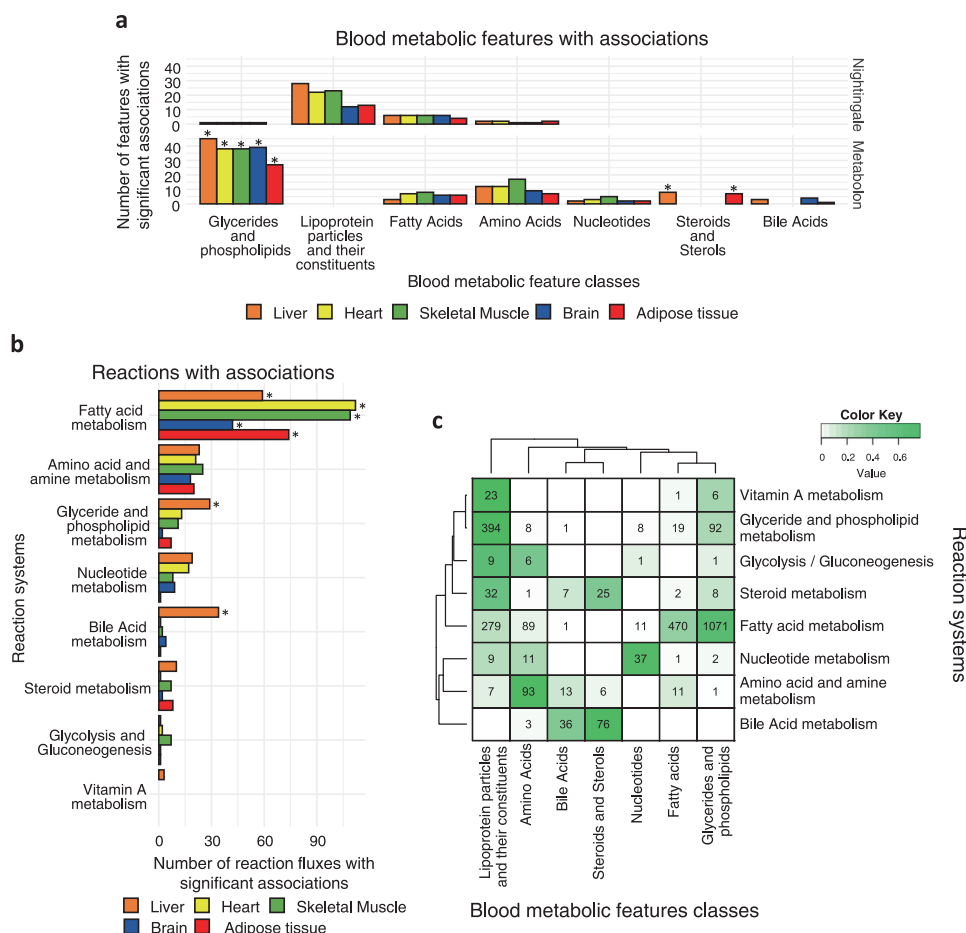 a
Blood metabolic features with associations
Number of features with
significant associations
40
30
20
10
0
Nightingale
40
30
20
10
0
Metabolon
* * * * *
* *
Glycerides
and
phospholipids
Lipoprotein
particles
and their
constituents
Fatty Acids
Amino Acids
Nucleotides
Steroids
and
Sterols
Bile Acids
Blood metabolic feature classes
Liver Heart Skeletal Muscle Brain Adipose tissue
b
Reactions with associations
Reaction systems
Fatty acid
metabolism
* * * * *
Amino acid and
amine metabolism
Glyceride and
phospholipid
metabolism
*
Nucleotide
metabolism
Bile Acid
metabolism
*
Steroid metabolism
Glycolysis and
Gluconeogenesis
Vitamin A
metabolism
0 30 60 90
Number of reaction fluxes with
significant associations
Liver Heart Skeletal Muscle
Brain Adipose tissue
c
Color Key
0 0.2 0.4 0.6
Value
23 1 6 Vitamin A metabolism
394 8 1 8 19 92 Glyceride and phospholipid
metabolism
9 6 1 1 Glycolysis / Gluconeogenesis
32 1 7 25 2 8 Steroid metabolism
279 89 1 11 470 1071 Fatty acid metabolism
9 11 37 1 2 Nucleotide metabolism
7 93 13 6 11 1 Amino acid and amine
metabolism
3 36 76 Bile Acid metabolism
Reaction systems
Lipoprotein particles
and their constituents
Amino Acids
Bile Acids
Steroids and Sterols
Nucleotides
Fatty acids
Glycerides and
phospholipids
Blood metabolic features classes